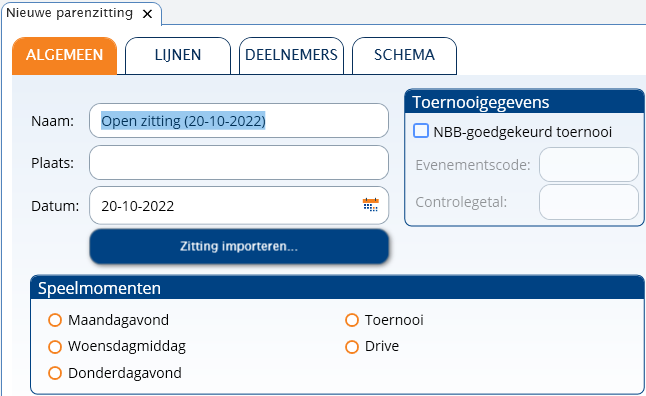 Nieuwe parenzitting ×
ALGEMEEN LIJNEN DEELNEMERS SCHEMA
Naam: Open zitting (20-10-2022)
Plaats:
Datum: 20-10-2022
Zitting importeren...
Toernooigegevens
NBB-goedgekeurd toernooi
Evenementscode:
Controlegetal:
Speelmomenten
Maandagavond Toernooi
Woensdagmiddag Drive
Donderdagavond